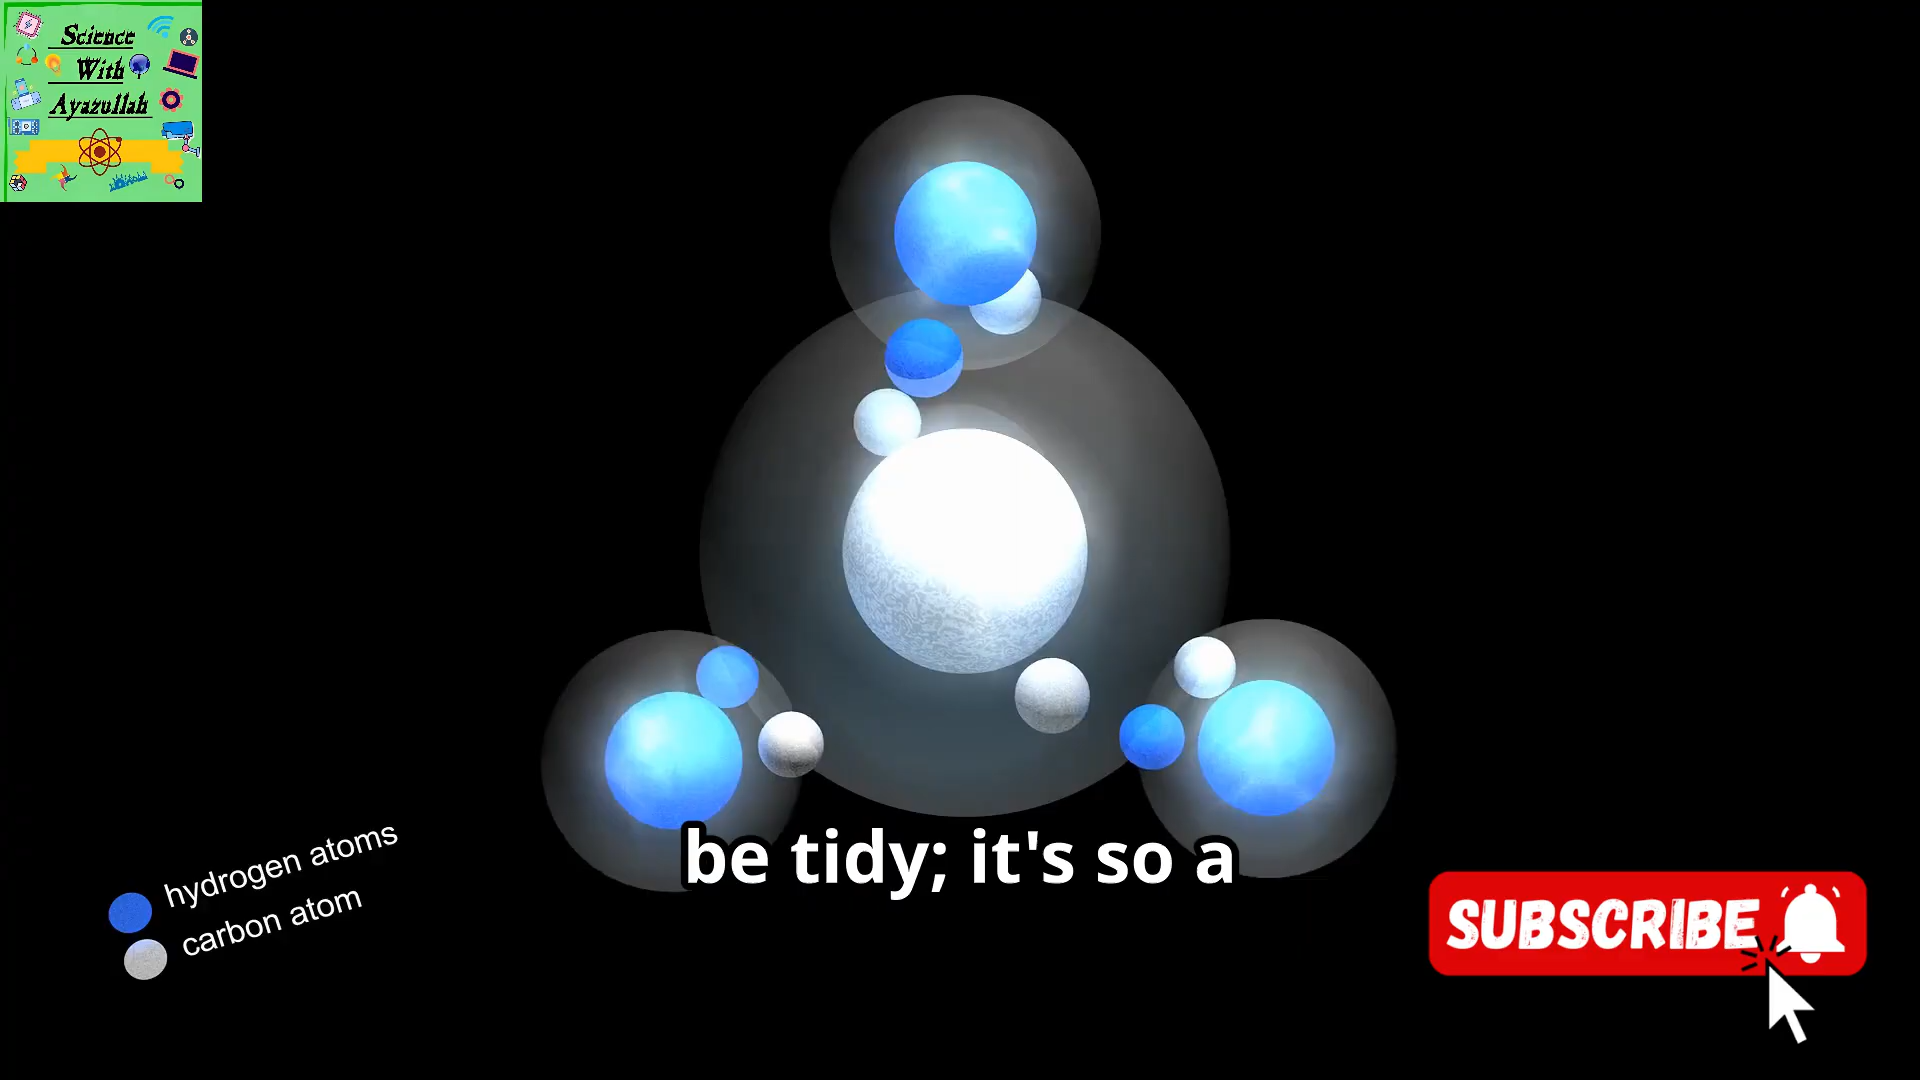 Science
With
Ayazullah
hydrogen atoms
carbon atom
be tidy; it's so a
SUBSCRIBE